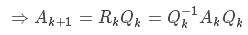 ⇒ A_{k+1} = R_k Q_k = Q_k^{-1} A_k Q_k